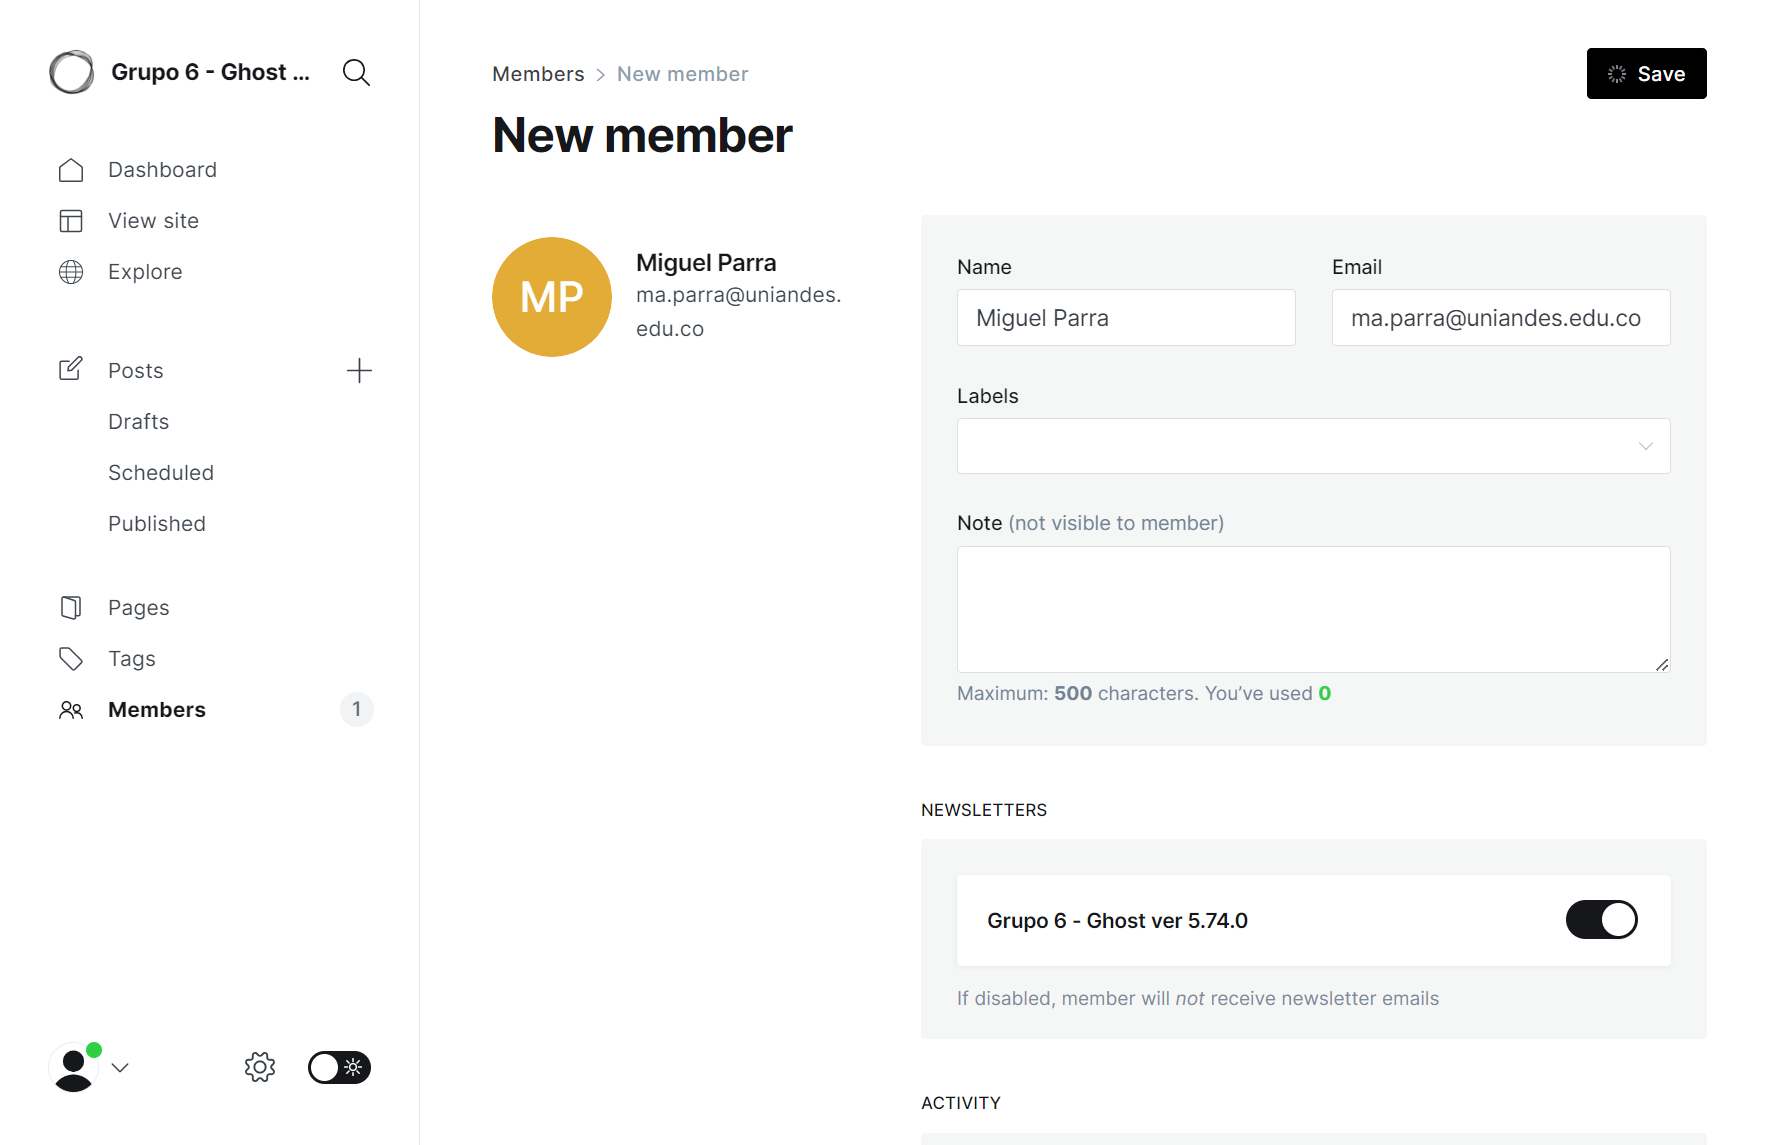 Grupo 6 - Ghost ...
Dashboard
View site
Explore
Posts
Drafts
Scheduled
Published
Pages
Tags
Members 1
Members > New member
Save
New member
MP
Miguel Parra
ma.parra@uniandes.
edu.co
Name
Miguel Parra
Email
ma.parra@uniandes.edu.co
Labels
Note (not visible to member)
Maximum: 500 characters. You’ve used 0
NEWSLETTERS
Grupo 6 - Ghost ver 5.74.0
If disabled, member will not receive newsletter emails
ACTIVITY